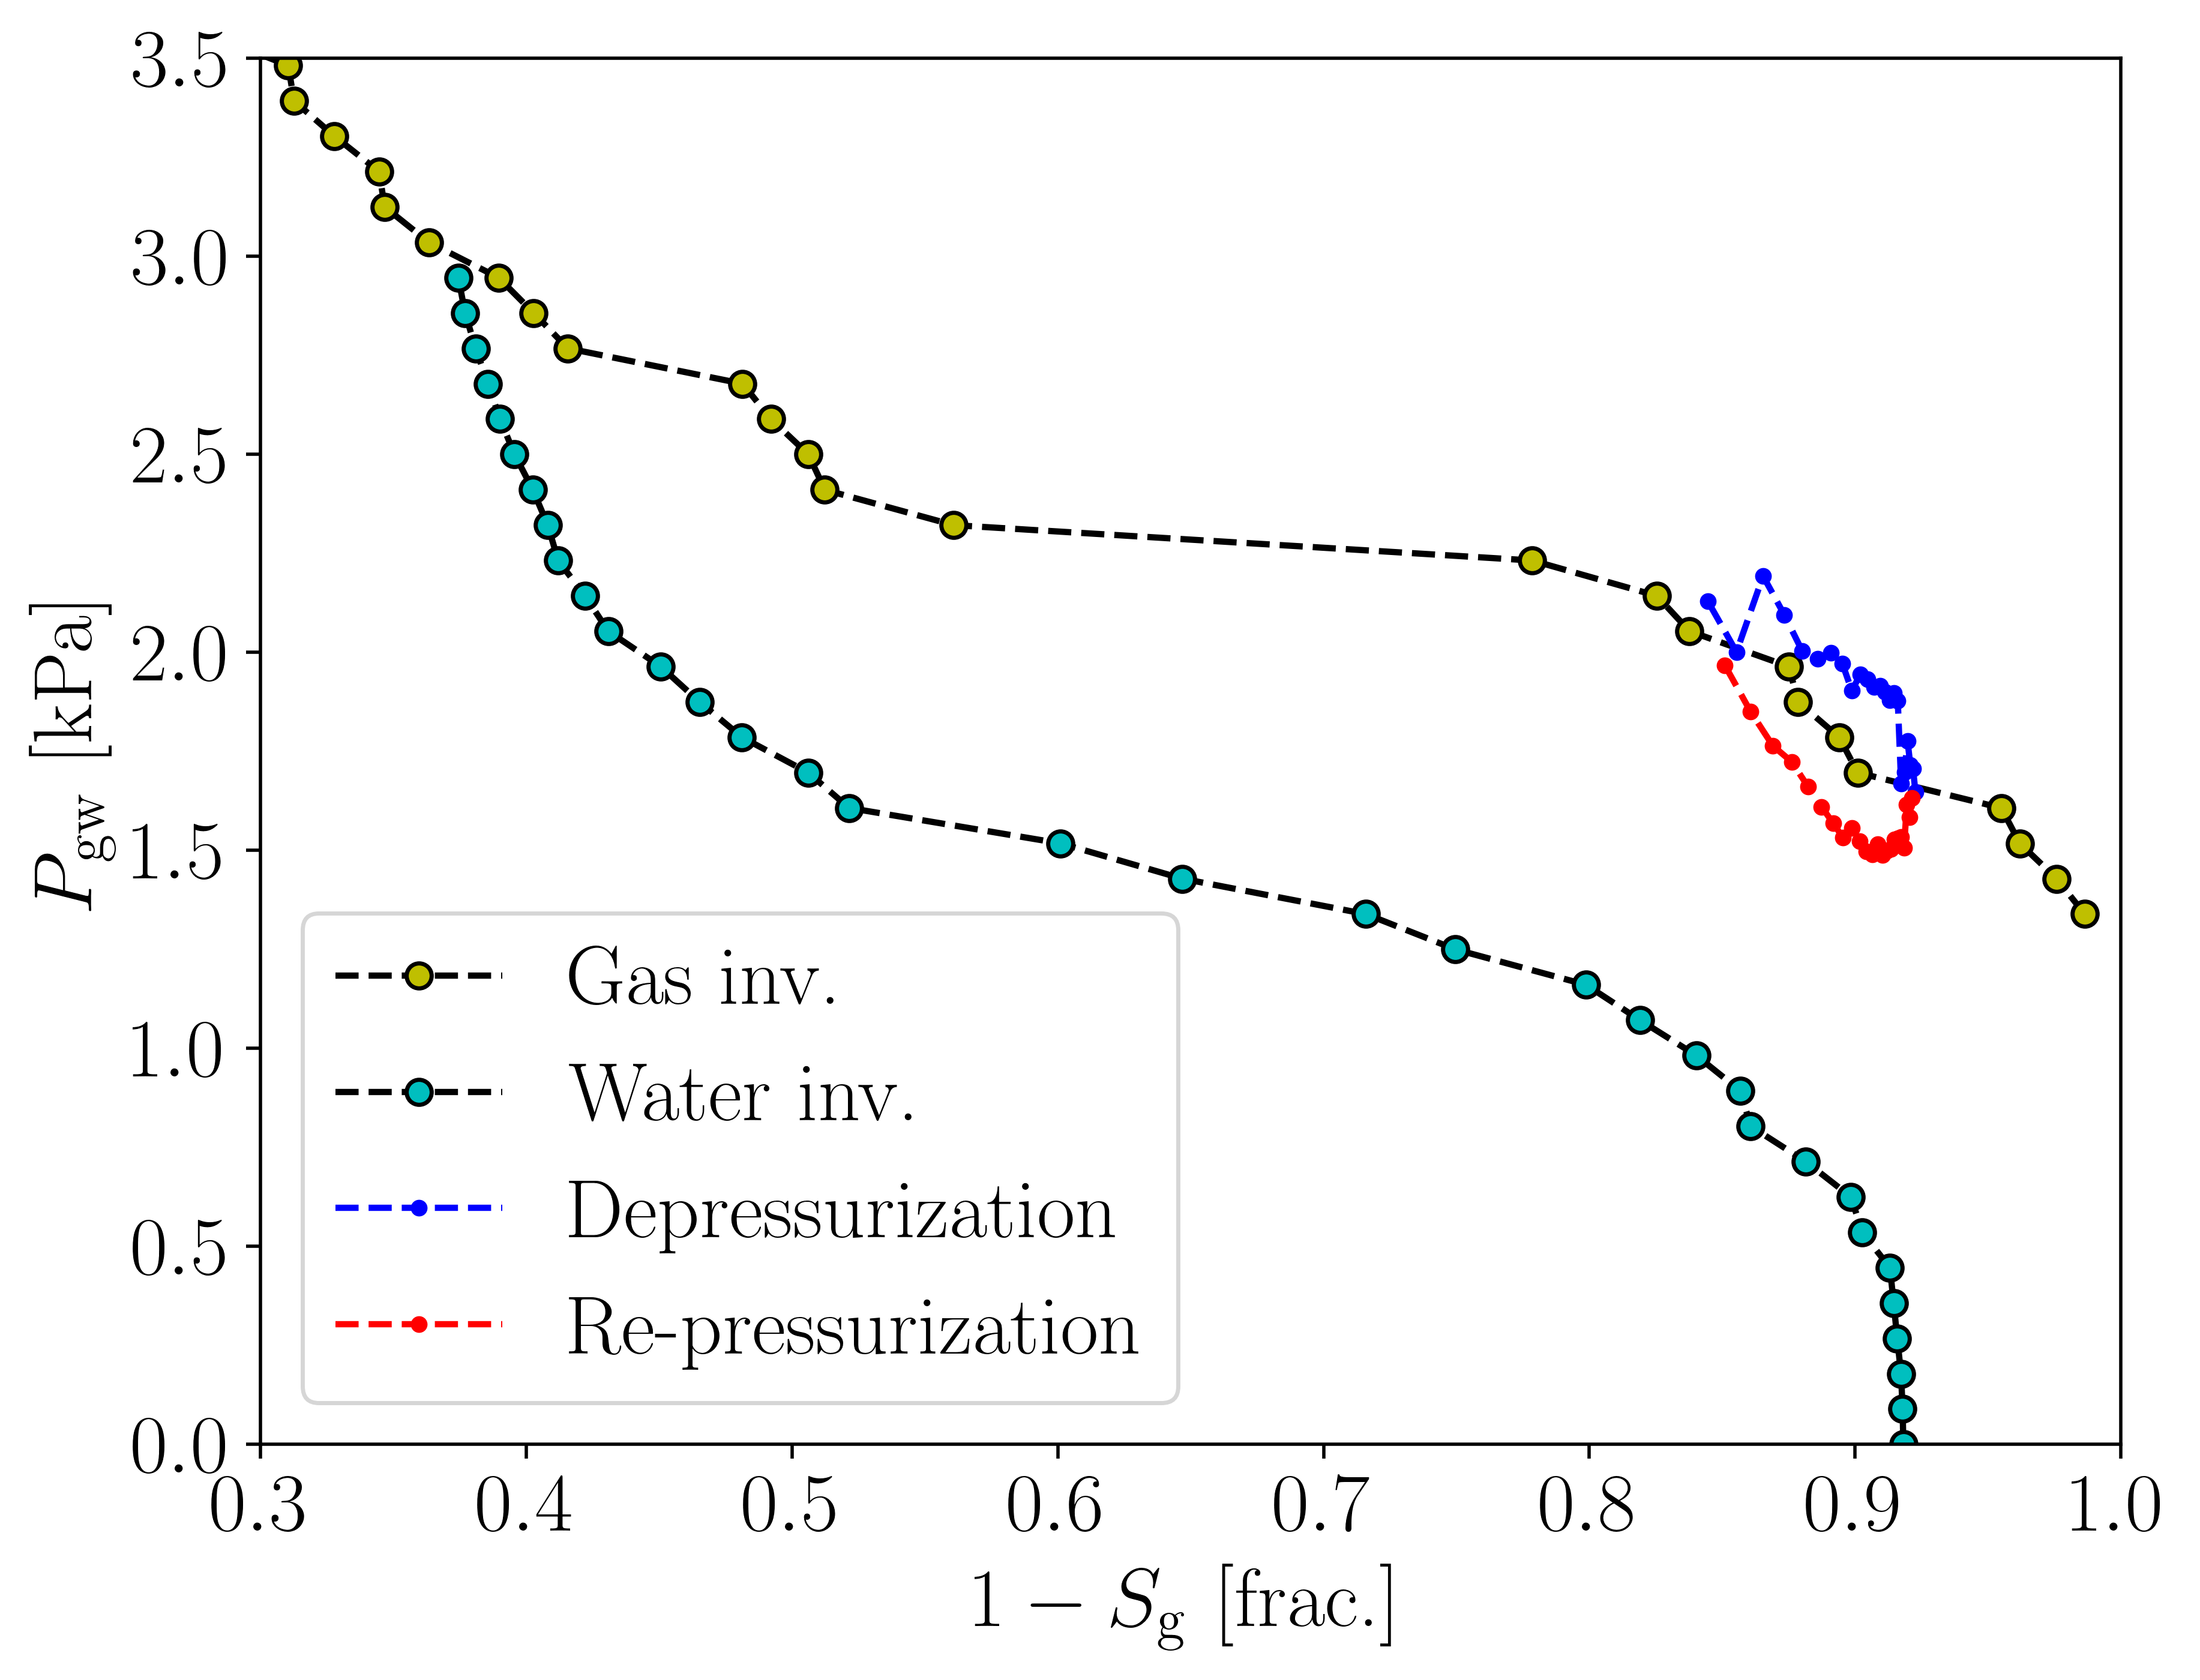 3.5
3.0
2.5
2.0
1.5
1.0
0.5
0.0
P_gw [kPa]
Gas inv.
Water inv.
Depressurization
Re-pressurization
0.3 0.4 0.5 0.6 0.7 0.8 0.9 1.0
1 − S_g [frac.]